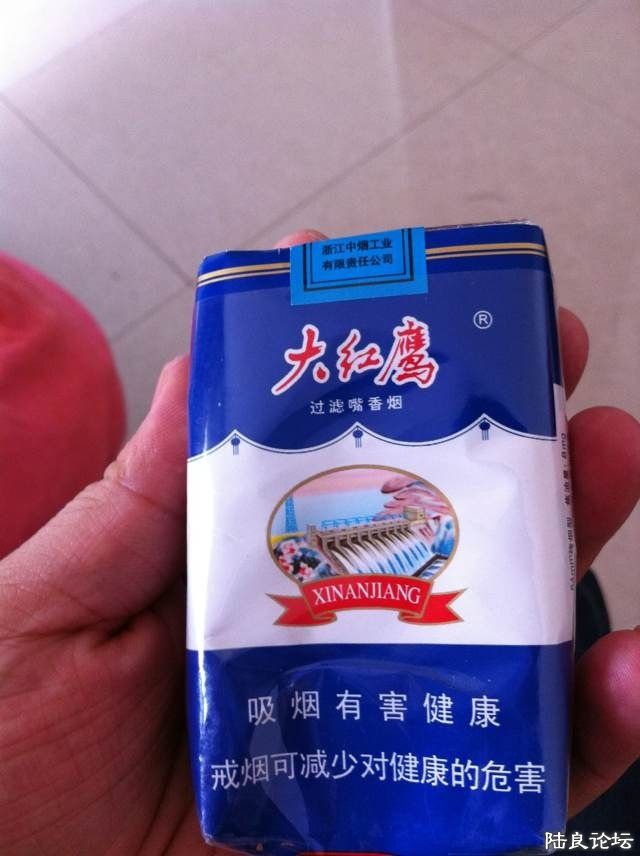 浙江中烟工业
有限责任公司
大红鹰
®
过滤嘴香烟
XINANJIANG
吸烟有害健康
戒烟可减少对健康的危害
陆良论坛